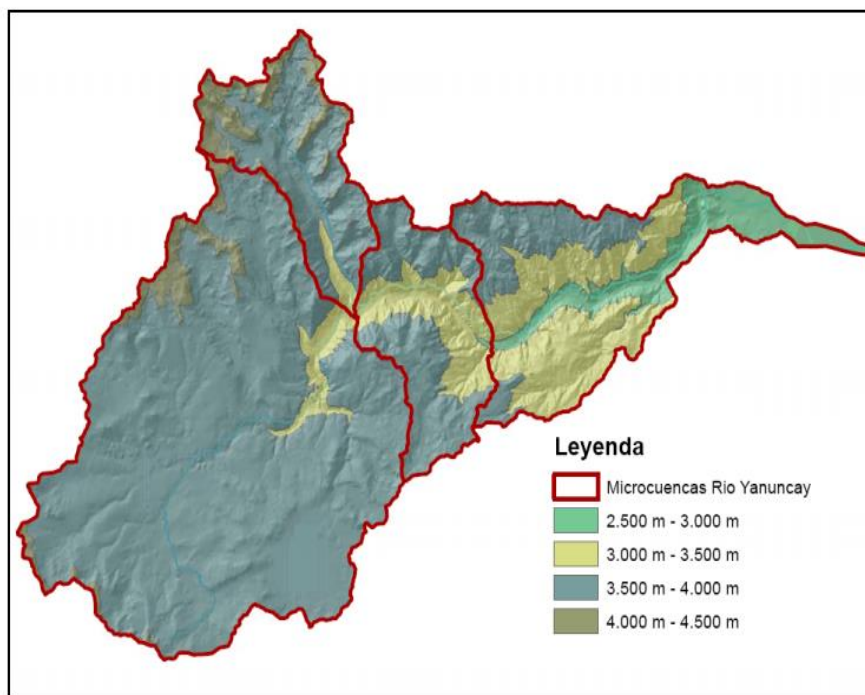 Leyenda
Microcuencas Rio Yanuncay
2.500 m - 3.000 m
3.000 m - 3.500 m
3.500 m - 4.000 m
4.000 m - 4.500 m